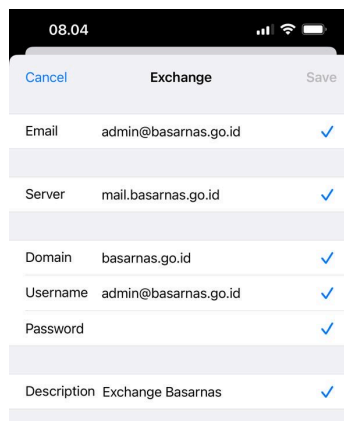 08.04
Cancel Exchange Save
Email admin@basarnas.go.id
Server mail.basarnas.go.id
Domain basarnas.go.id
Username admin@basarnas.go.id
Password
Description Exchange Basarnas